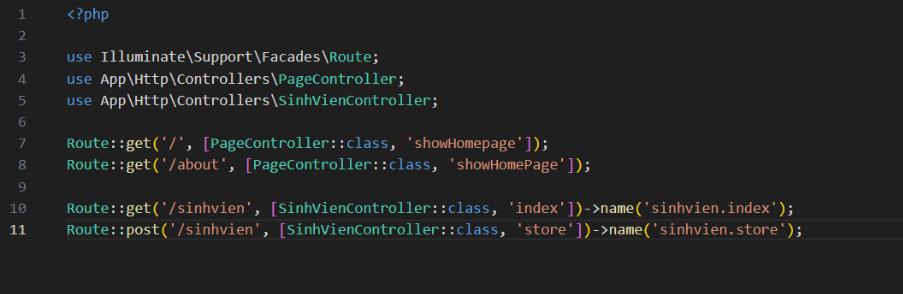 1 <?php
2
3 use Illuminate\Support\Facades\Route;
4 use App\Http\Controllers\PageController;
5 use App\Http\Controllers\SinhVienController;
6
7 Route::get('/', [PageController::class, 'showHomepage']);
8 Route::get('/about', [PageController::class, 'showHomePage']);
9
10 Route::get('/sinhvien', [SinhVienController::class, 'index'])->name('sinhvien.index');
11 Route::post('/sinhvien', [SinhVienController::class, 'store'])->name('sinhvien.store');